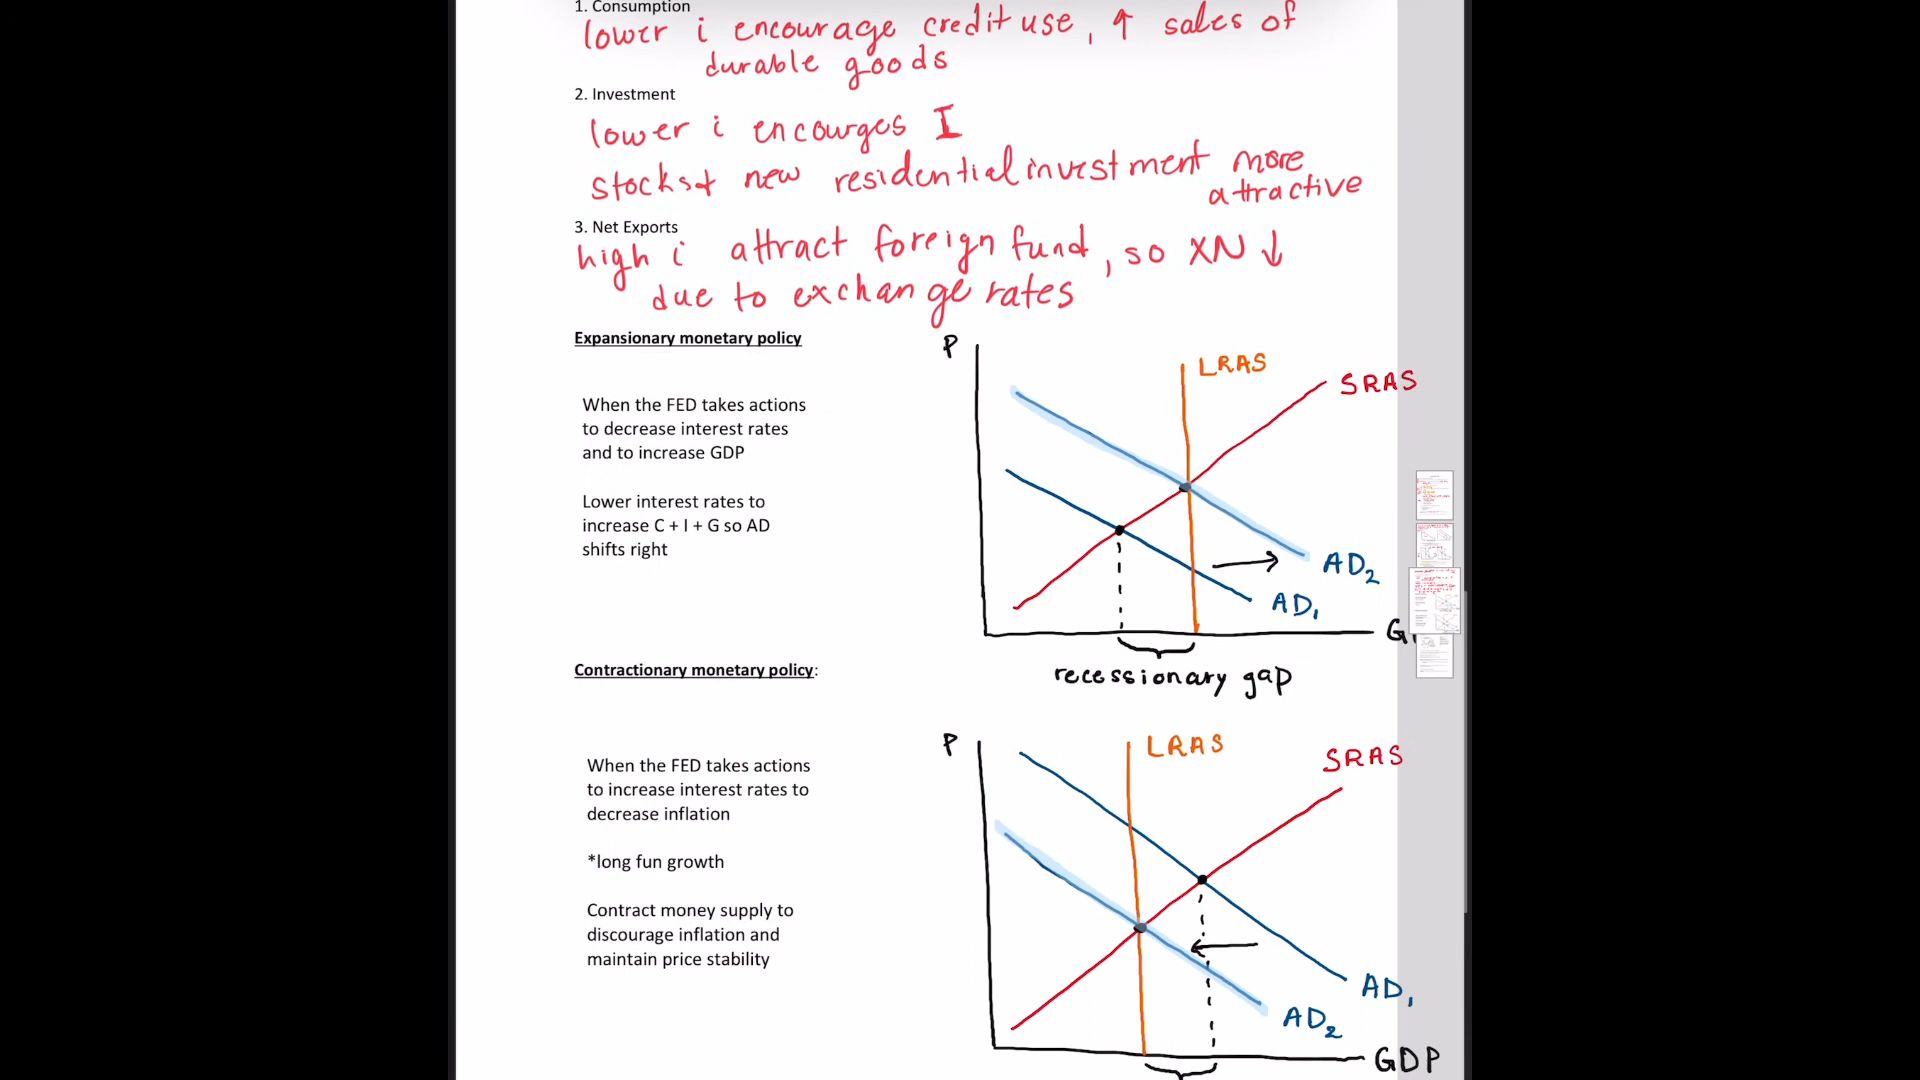 1. Consumption
lower i encourage credit use, ↑ sales of
durable goods
2. Investment
lower i encourges I
stocks+ new residential investment more
attractive
3. Net Exports
high i attract foreign fund, so XN ↓
due to exchange rates
Expansionary monetary policy
P
LRAS
SRAS
When the FED takes actions
to decrease interest rates
and to increase GDP
Lower interest rates to
increase C + I + G so AD
shifts right
AD2
AD1
recessionary gap
Contractionary monetary policy:
P
LRAS
SRAS
When the FED takes actions
to increase interest rates to
decrease inflation
*long fun growth
Contract money supply to
discourage inflation and
maintain price stability
AD1
AD2
GDP